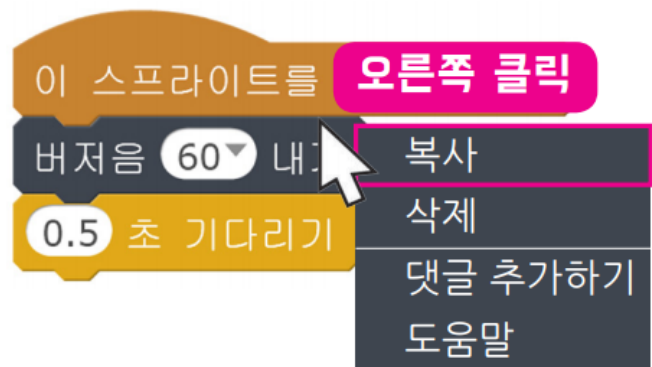 이 스프라이트를
오른쪽 클릭
버저음 60 내
0.5 초 기다리기
복사
삭제
댓글 추가하기
도움말